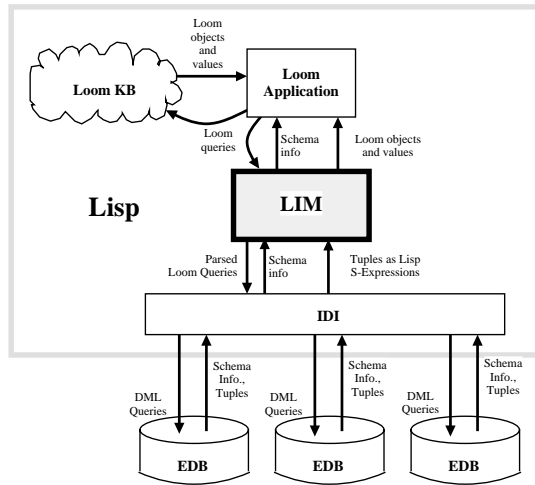 Loom
objects
and
values
Loom KB
Loom
Application
Loom
queries
Schema
info
Loom objects
and values
Lisp
LIM
Parsed
Loom Queries
Schema
info
Tuples as Lisp
S-Expressions
IDI
Schema
Info.,
Tuples
DML
Queries
EDB
Schema
Info.,
Tuples
DML
Queries
EDB
Schema
Info.,
Tuples
DML
Queries
EDB